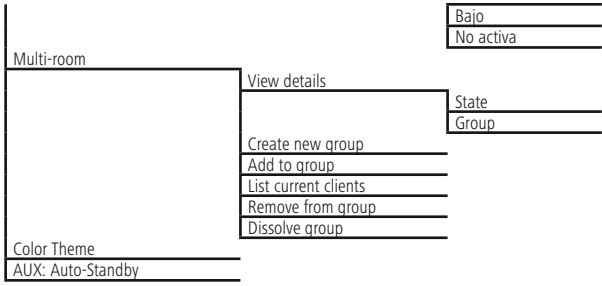 Bajo
No activa
Multi-room
View details
State
Group
Create new group
Add to group
List current clients
Remove from group
Dissolve group
Color Theme
AUX: Auto-Standby